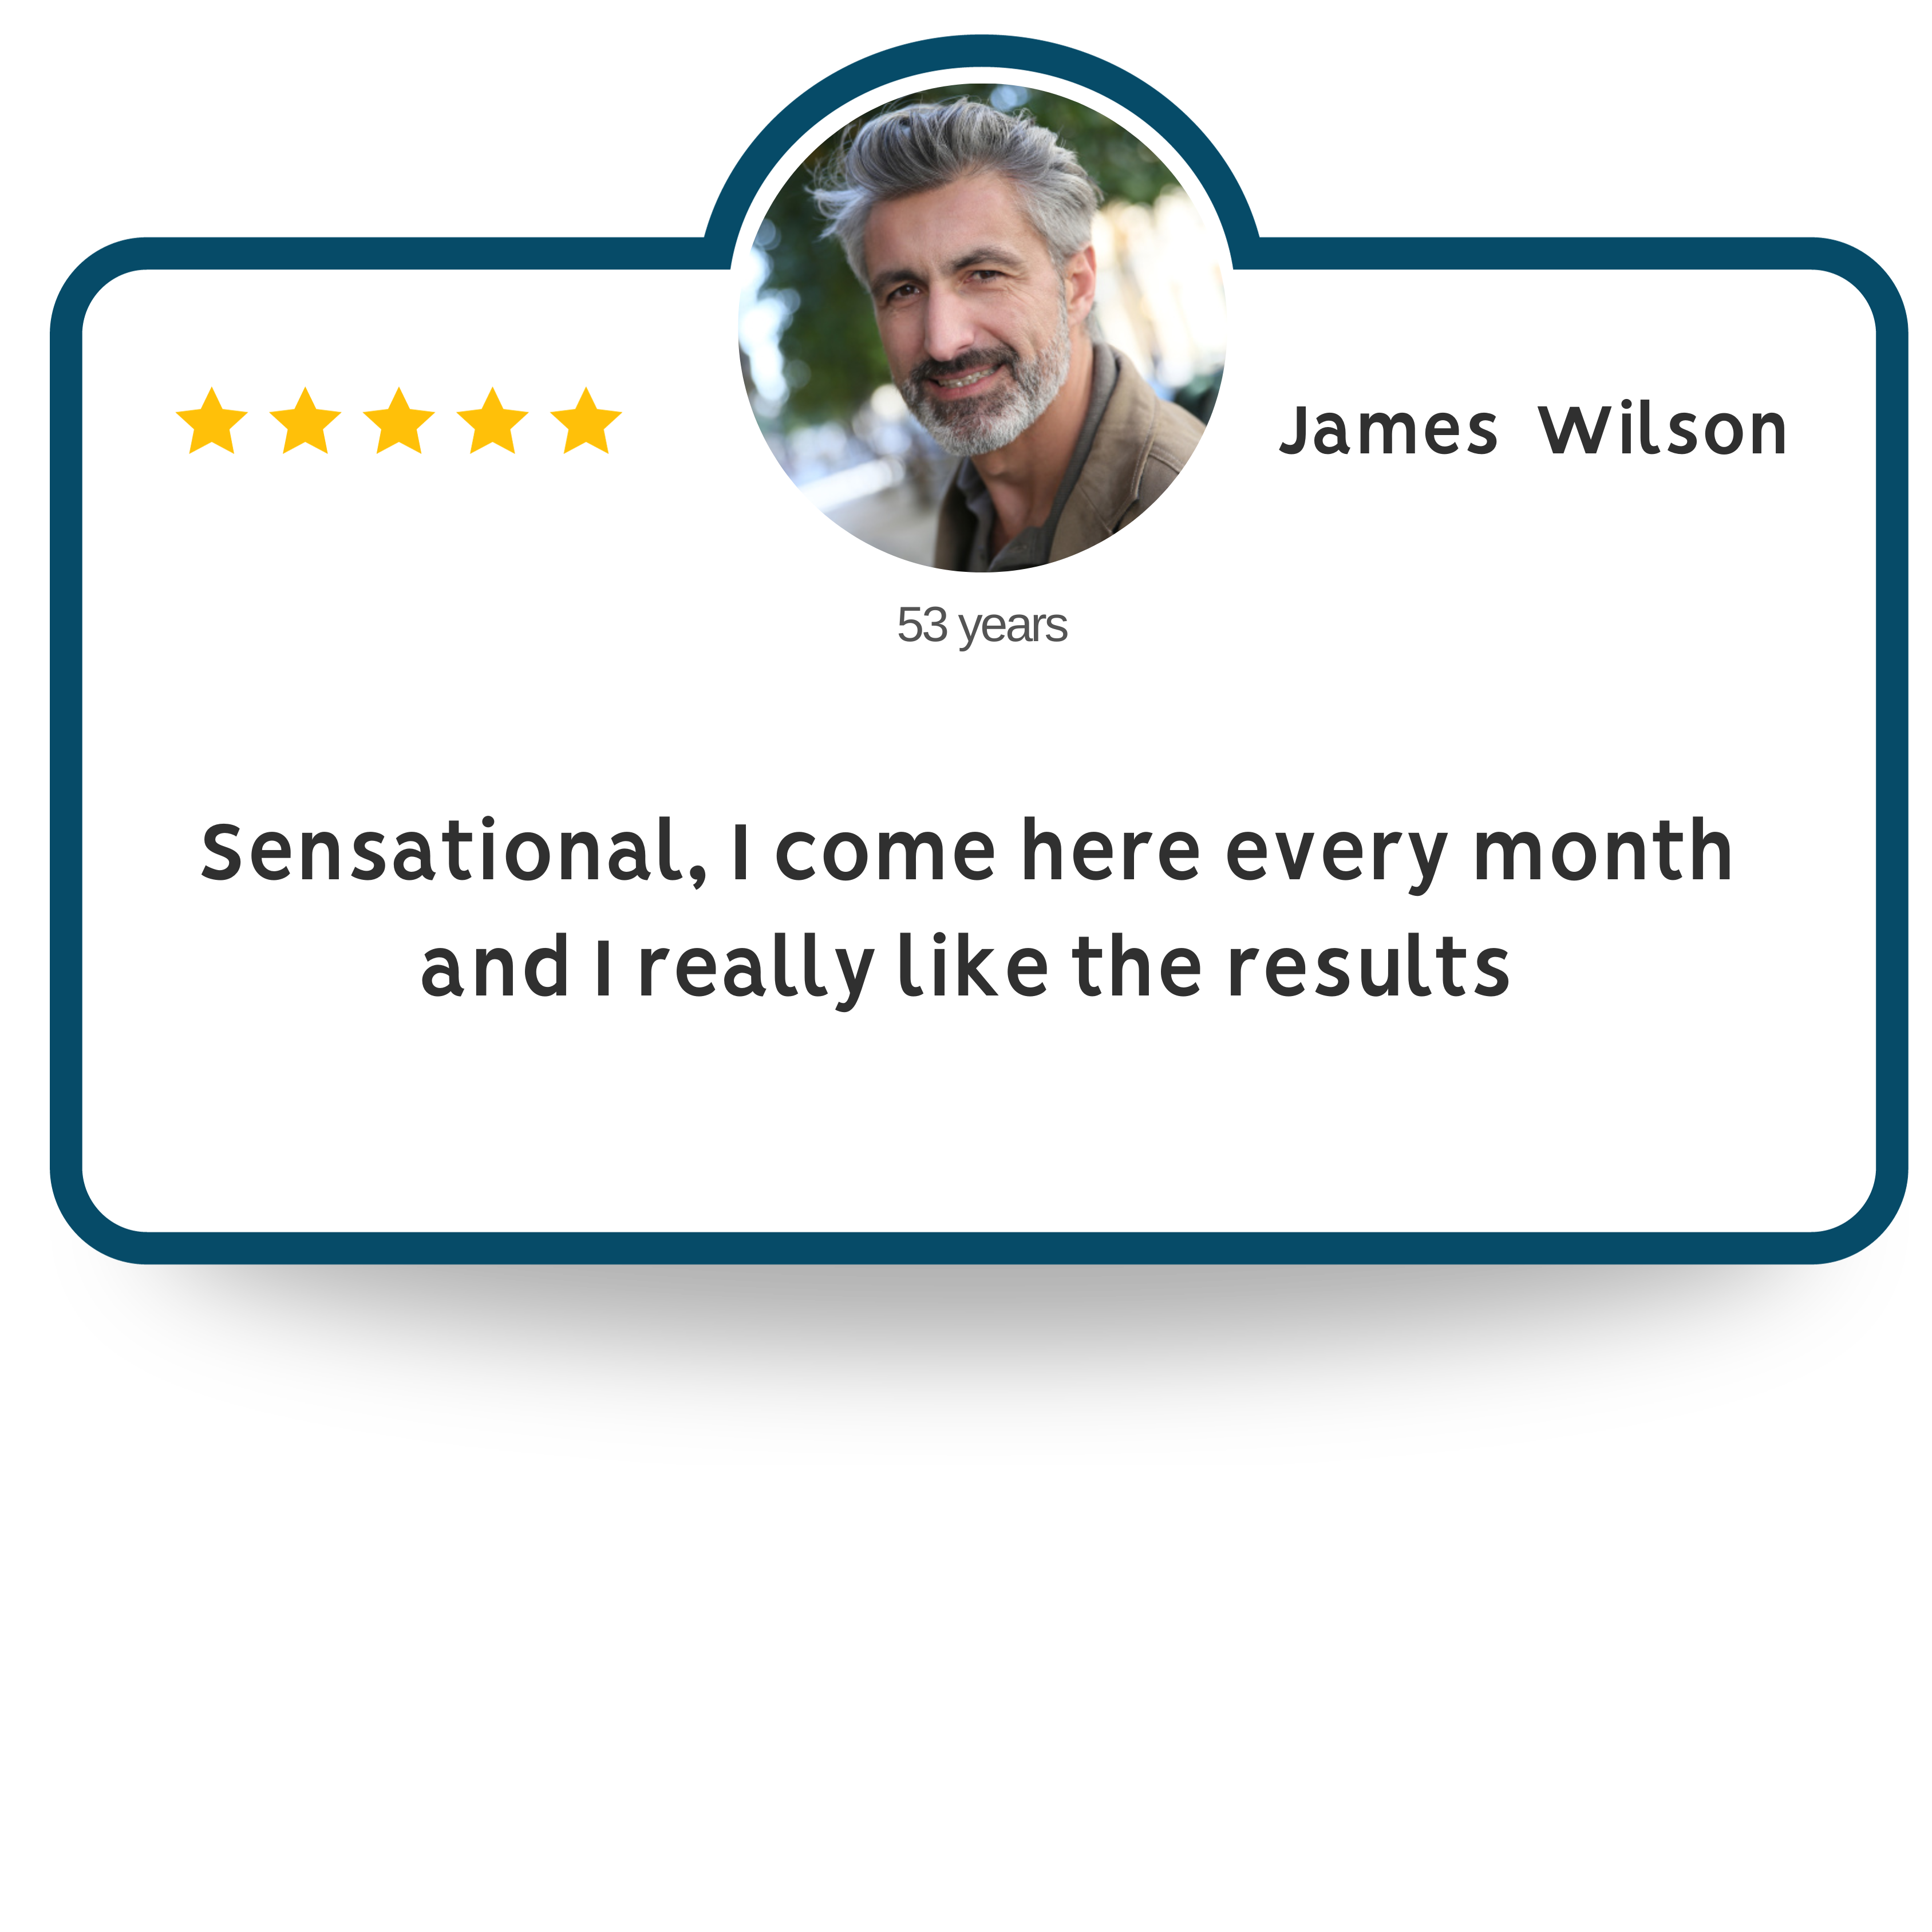 James Wilson
53 years
Sensational, I come here every month
and I really like the results